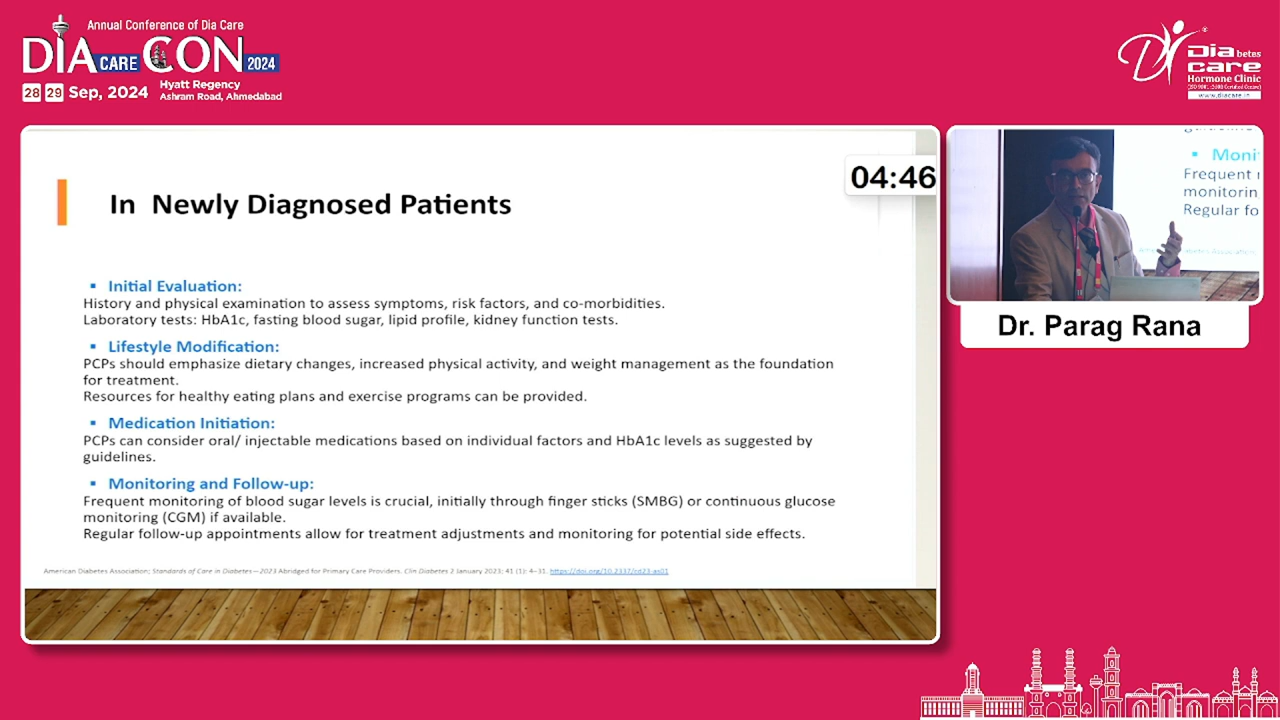 Annual Conference of Dia Care
DIA CARE CON 2024
28 29 Sep, 2024
Hyatt Regency
Ashram Road, Ahmedabad
Dia betes
care
Hormone Clinic
www.diacare.in
04:46
In Newly Diagnosed Patients
▪ Initial Evaluation:
History and physical examination to assess symptoms, risk factors, and co-morbidities.
Laboratory tests: HbA1c, fasting blood sugar, lipid profile, kidney function tests.
▪ Lifestyle Modification:
PCPs should emphasize dietary changes, increased physical activity, and weight management as the foundation
for treatment.
Resources for healthy eating plans and exercise programs can be provided.
▪ Medication Initiation:
PCPs can consider oral/ injectable medications based on individual factors and HbA1c levels as suggested by
guidelines.
▪ Monitoring and Follow-up:
Frequent monitoring of blood sugar levels is crucial, initially through finger sticks (SMBG) or continuous glucose
monitoring (CGM) if available.
Regular follow-up appointments allow for treatment adjustments and monitoring for potential side effects.
American Diabetes Association; Standards of Care in Diabetes—2023 Abridged for Primary Care Providers. Clin Diabetes 2 January 2023; 41 (1): 4–31. https://doi.org/10.2337/cd23-as01
▪ Moni
Frequent
monitorin
Regular fo
Dr. Parag Rana